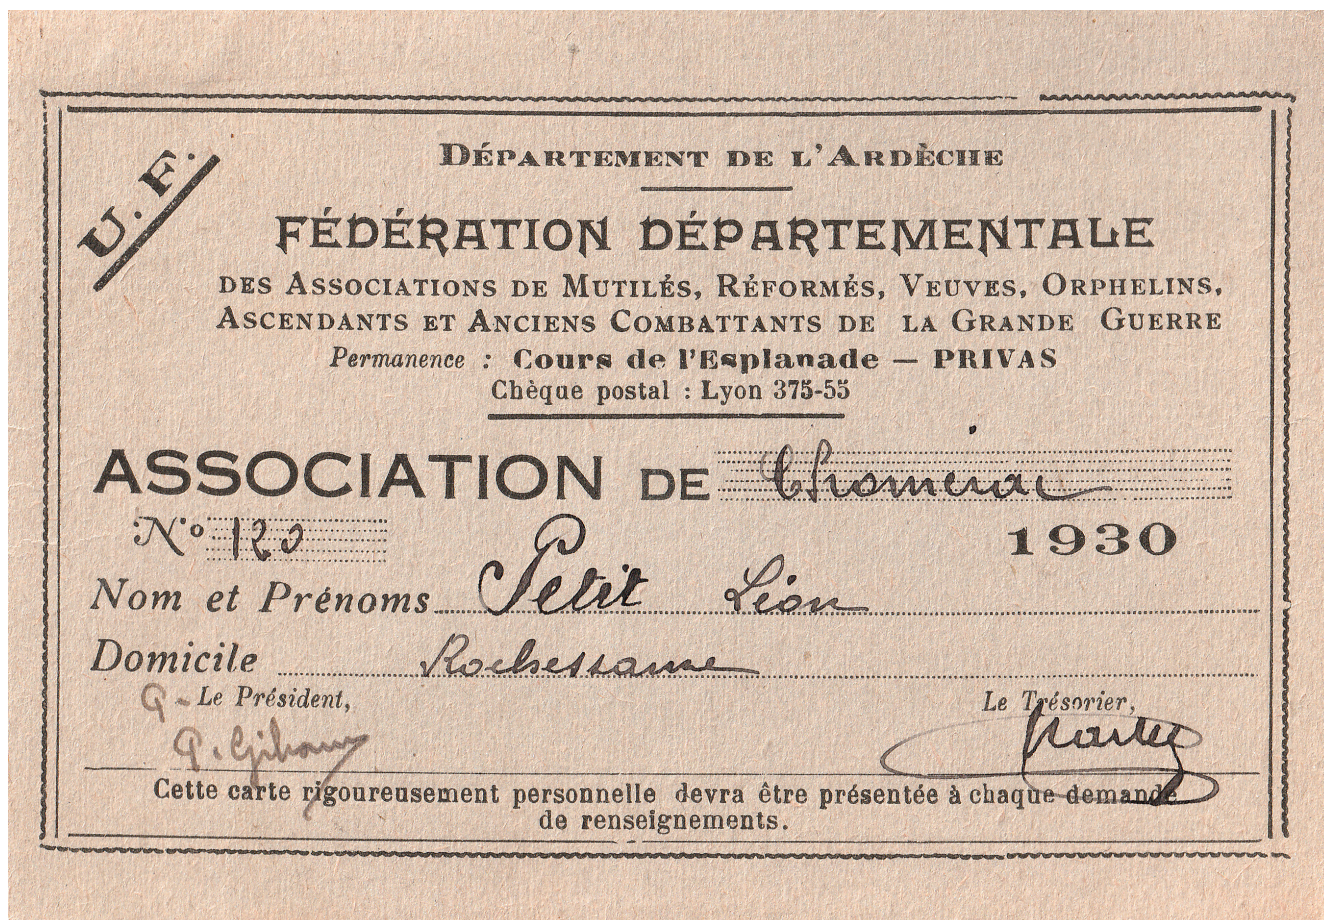 U. F.
DÉPARTEMENT DE L'ARDÈCHE
FÉDÉRATION DÉPARTEMENTALE
DES ASSOCIATIONS DE MUTILÉS, RÉFORMÉS, VEUVES, ORPHELINS,
ASCENDANTS ET ANCIENS COMBATTANTS DE LA GRANDE GUERRE
Permanence : Cours de l'Esplanade — PRIVAS
Chèque postal : Lyon 375-55
ASSOCIATION DE Chomérac
N° 120 1930
Nom et Prénoms Petit Léon
Domicile Rochessauve
Le Président, Le Trésorier,
Cette carte rigoureusement personnelle devra être présentée à chaque demande
de renseignements.